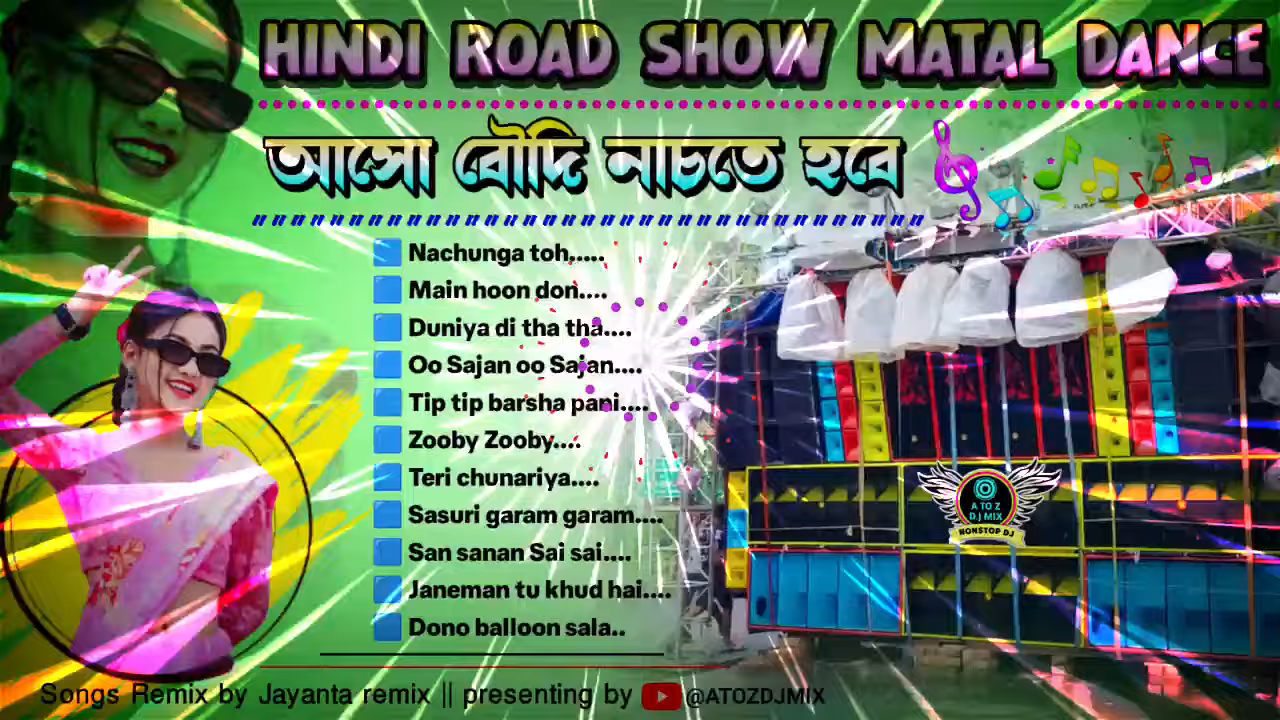 HINDI ROAD SHOW MATAL DANCE
আসো বৌদি নাচতে হবে
Nachunga toh.....
Main hoon don....
Duniya di tha tha....
Oo Sajan oo Sajan....
Tip tip barsha pani....
Zooby Zooby....
Teri chunariya....
Sasuri garam garam....
San sanan Sai sai....
Janeman tu khud hai....
Dono balloon sala..
A TO Z
DJ MIX
NONSTOP DJ
Songs Remix by Jayanta remix || presenting by @ATOZDJMIX